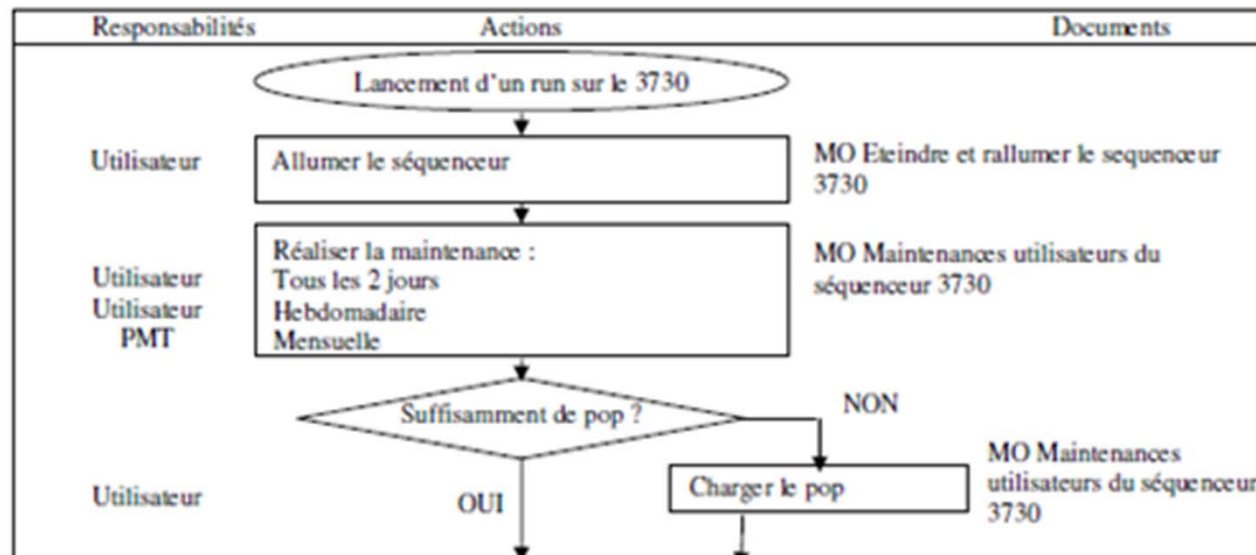 Responsabilités Actions Documents
Lancement d'un run sur le 3730
Utilisateur
Allumer le séquenceur
MO Eteindre et rallumer le sequenceur
3730
Réaliser la maintenance :
Tous les 2 jours
Hebdomadaire
Mensuelle
Utilisateur
Utilisateur
PMT
MO Maintenances utilisateurs du
séquenceur 3730
Suffisamment de pop ?
NON
Utilisateur
OUI
Charger le pop
MO Maintenances
utilisateurs du séquenceur
3730